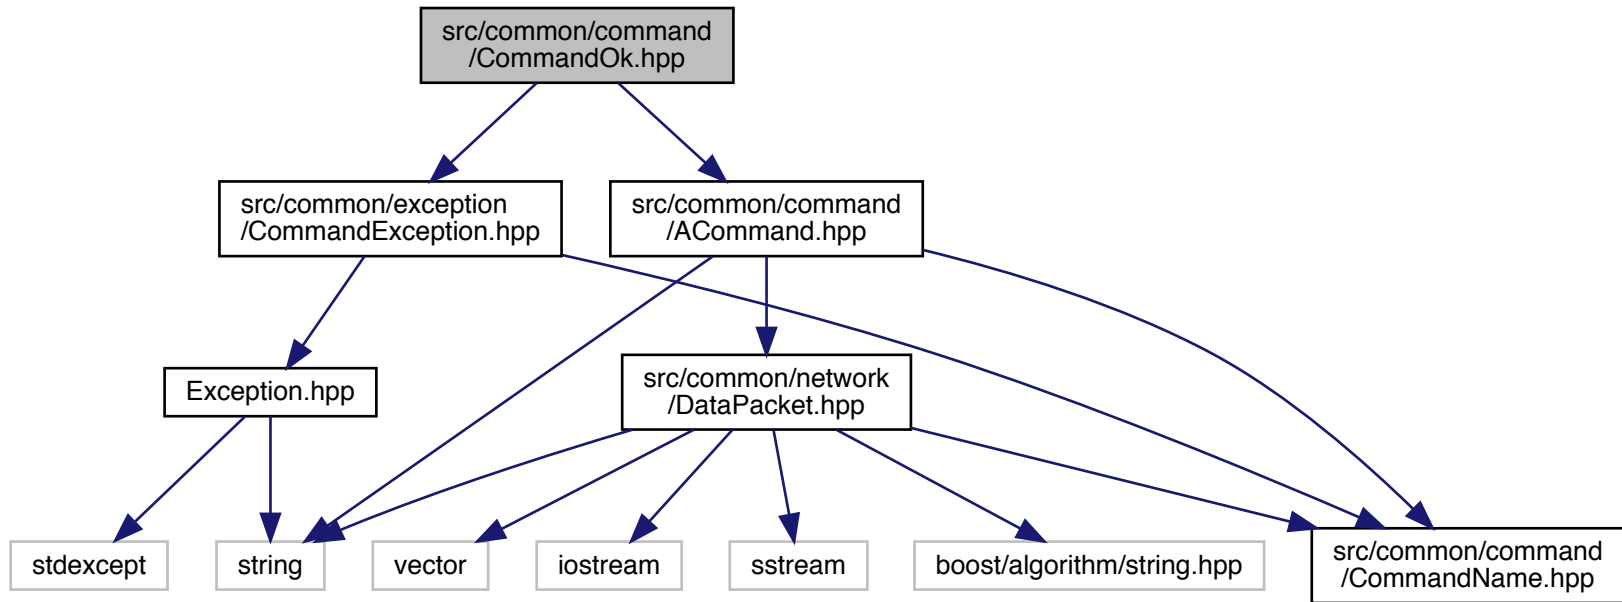 src/common/command
/CommandOk.hpp
src/common/exception
/CommandException.hpp
src/common/command
/ACommand.hpp
Exception.hpp
src/common/network
/DataPacket.hpp
stdexcept
string
vector
iostream
sstream
boost/algorithm/string.hpp
src/common/command
/CommandName.hpp